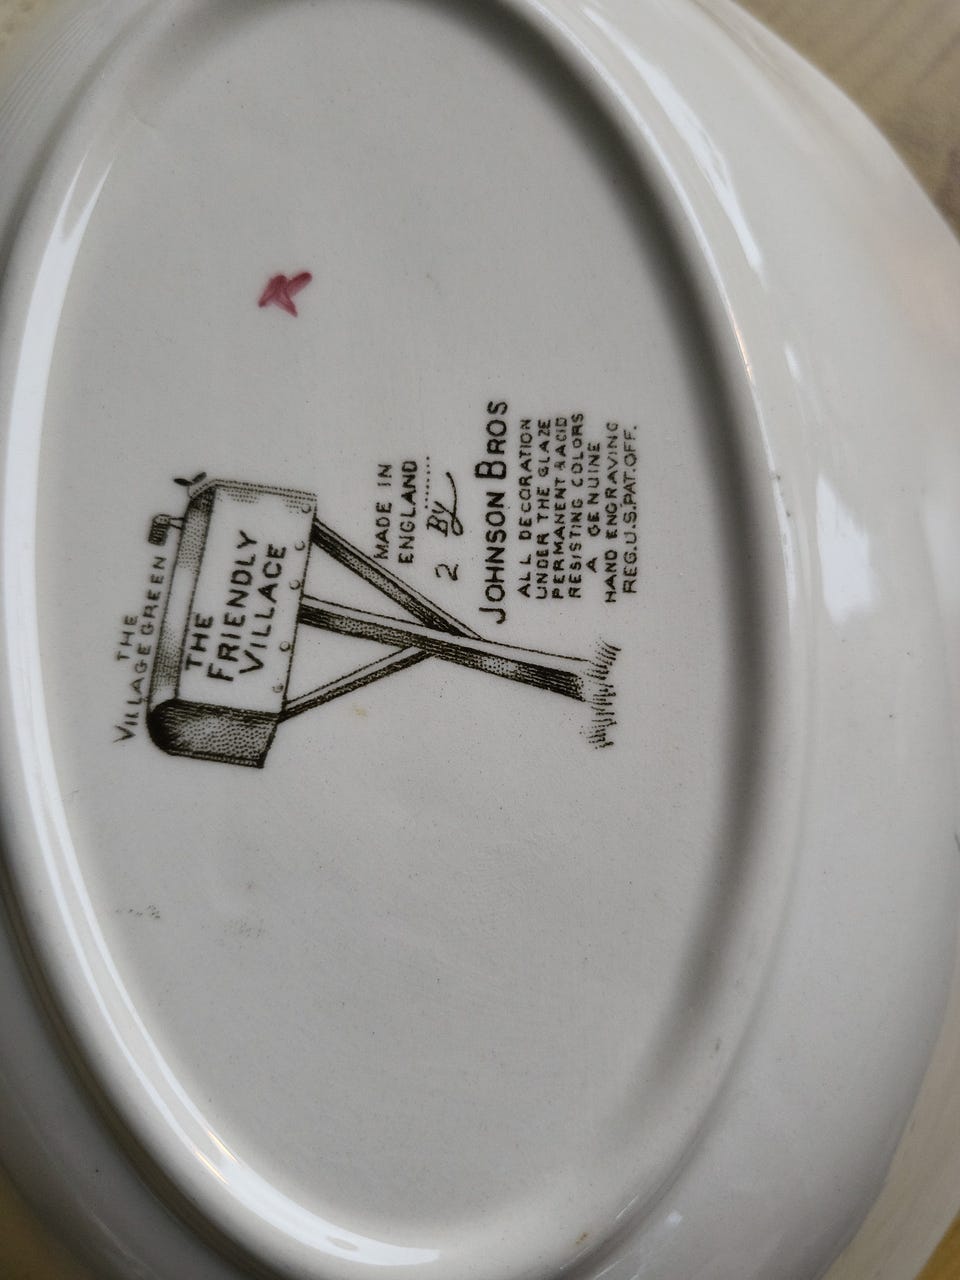 THE
VILLAGE GREEN
THE
FRIENDLY
VILLAGE
MADE IN
ENGLAND
2 By
JOHNSON BROS
ALL DECORATION
UNDER THE GLAZE
PERMANENT & ACID
RESISTING COLORS
A GENUINE
HAND ENGRAVING
REG.U.S.PAT.OFF.